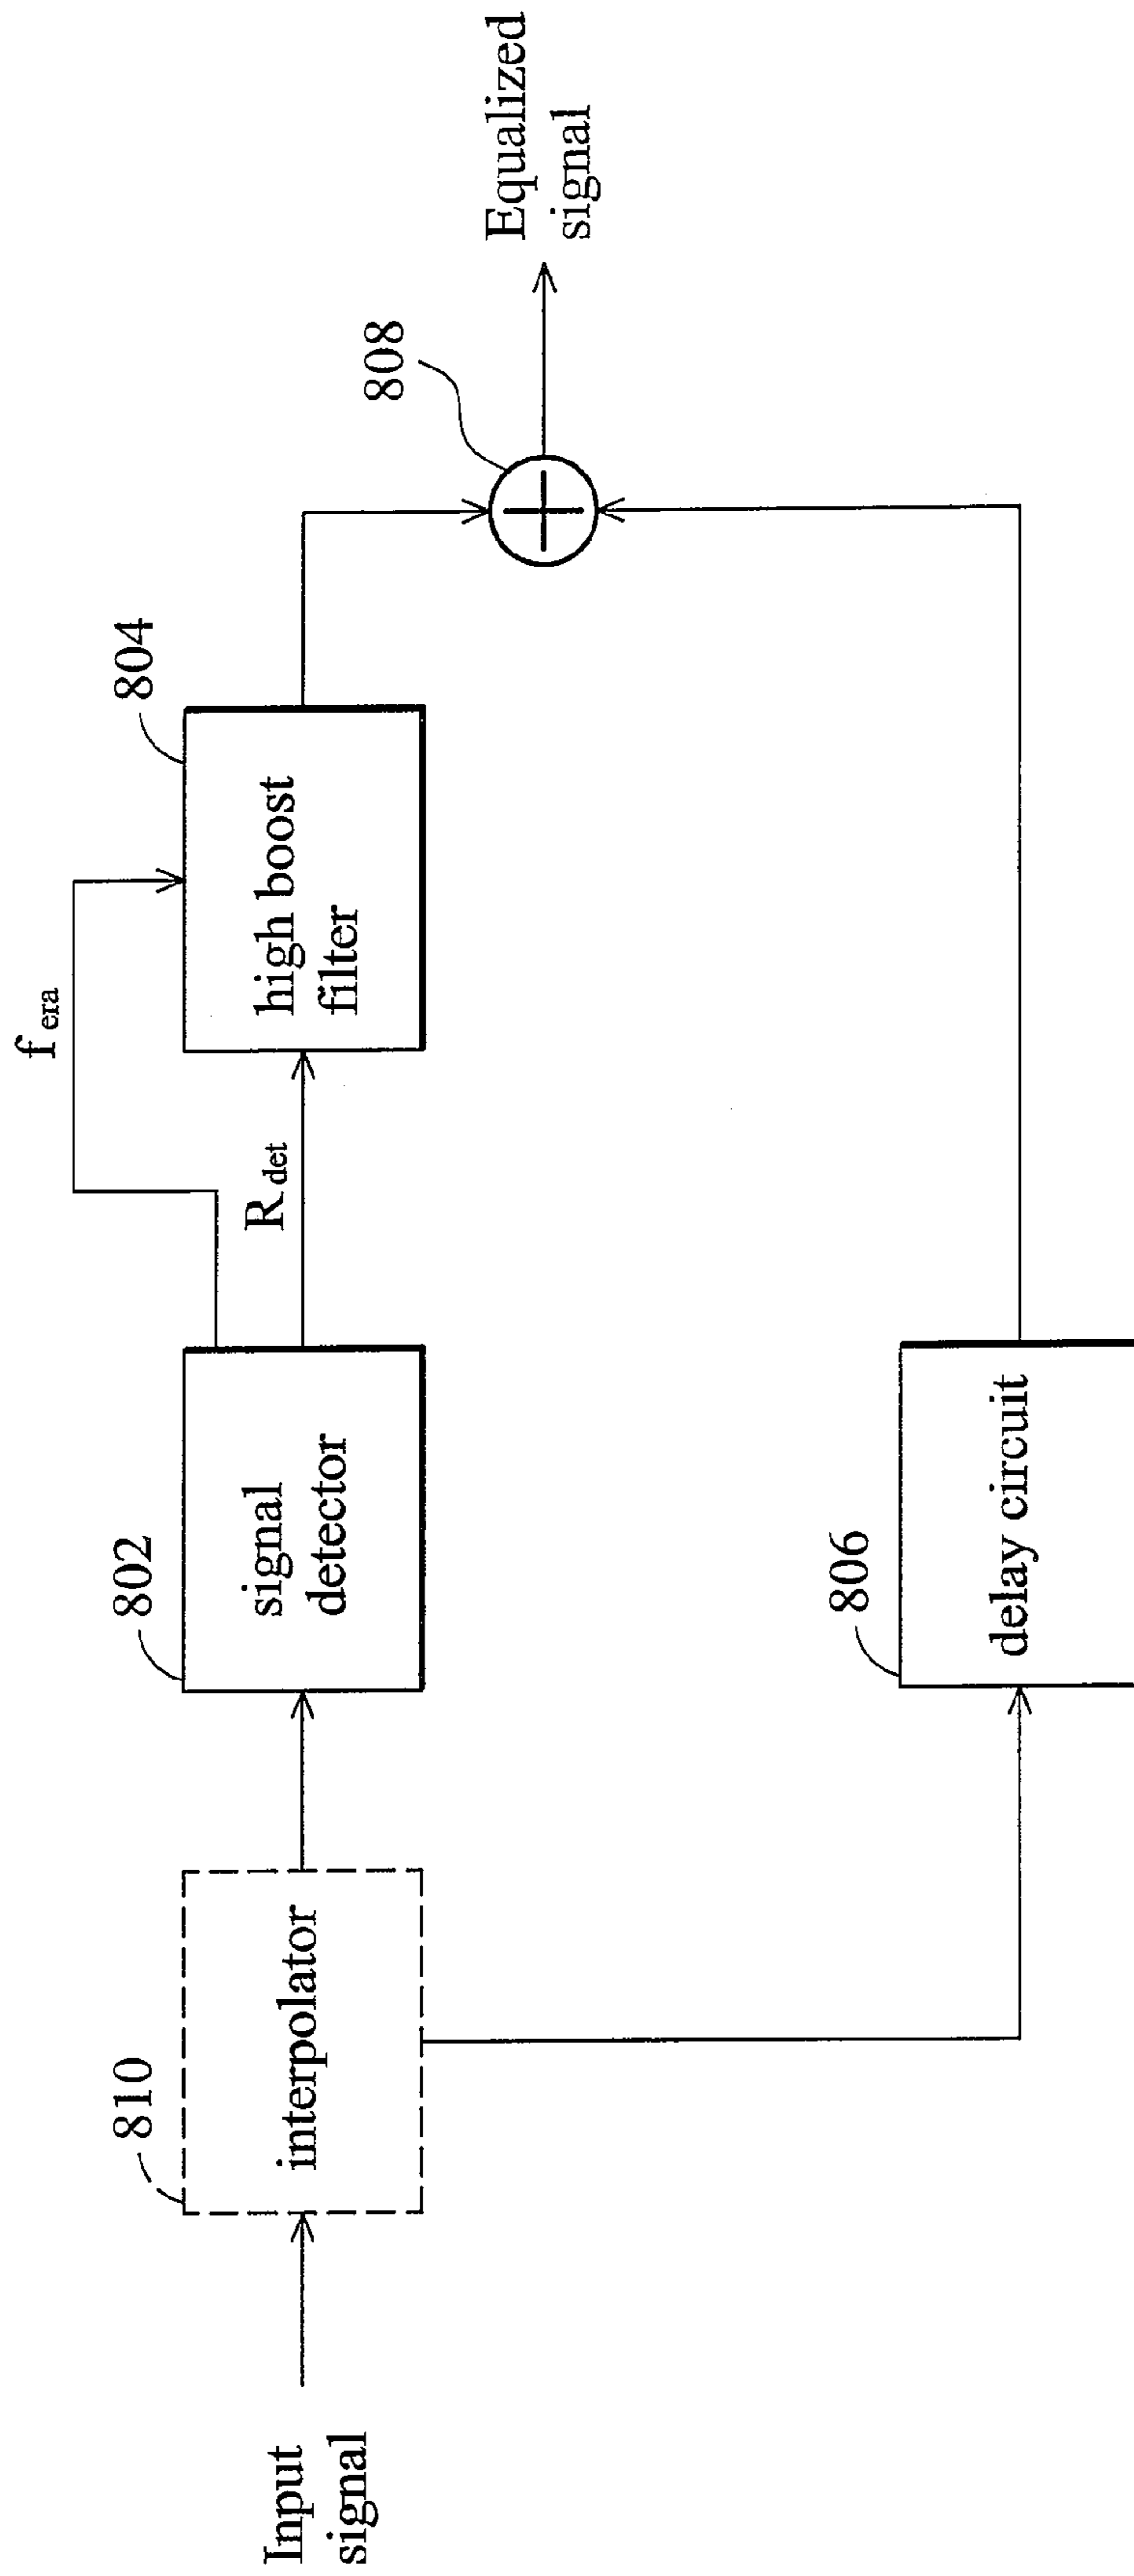 f era
810
802
804
R det
808
Input
signal
interpolator
signal
detector
high boost
filter
Equalized
signal
806
delay circuit